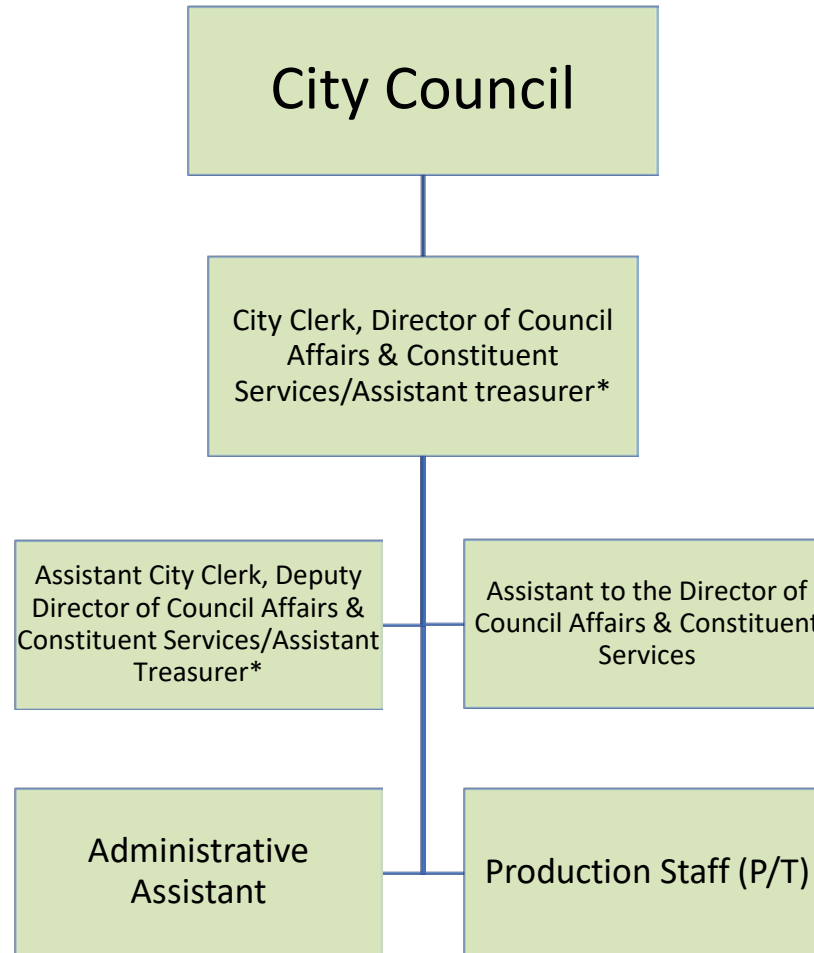 City Council
City Clerk, Director of Council
Affairs & Constituent
Services/Assistant treasurer*
Assistant City Clerk, Deputy
Director of Council Affairs &
Constituent Services/Assistant
Treasurer*
Assistant to the Director of
Council Affairs & Constituent
Services
Administrative
Assistant
Production Staff (P/T)